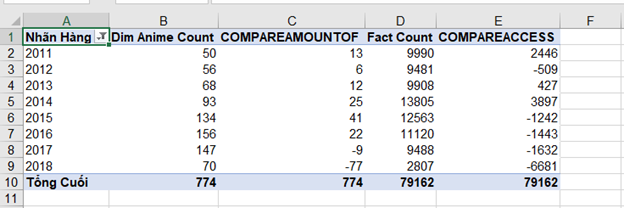 A B C D E F
1 Nhãn Hàng Dim Anime Count COMPAREAMOUNTOF Fact Count COMPAREACCESS
2 2011 50 13 9990 2446
3 2012 56 6 9481 -509
4 2013 68 12 9908 427
5 2014 93 25 13805 3897
6 2015 134 41 12563 -1242
7 2016 156 22 11120 -1443
8 2017 147 -9 9488 -1632
9 2018 70 -77 2807 -6681
10 Tổng Cuối 774 774 79162 79162
11